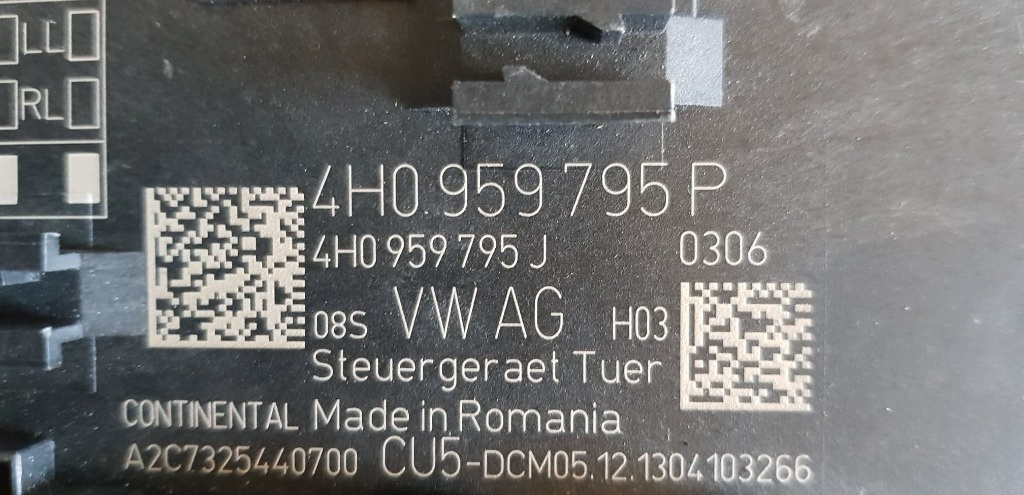 LL
RL
4H0 959 795 P
4H0 959 795 J 0306
08S VW AG H03
Steuergeraet Tuer
CONTINENTAL Made in Romania
A2C7325440700 CU5-DCM05.12.1304103266